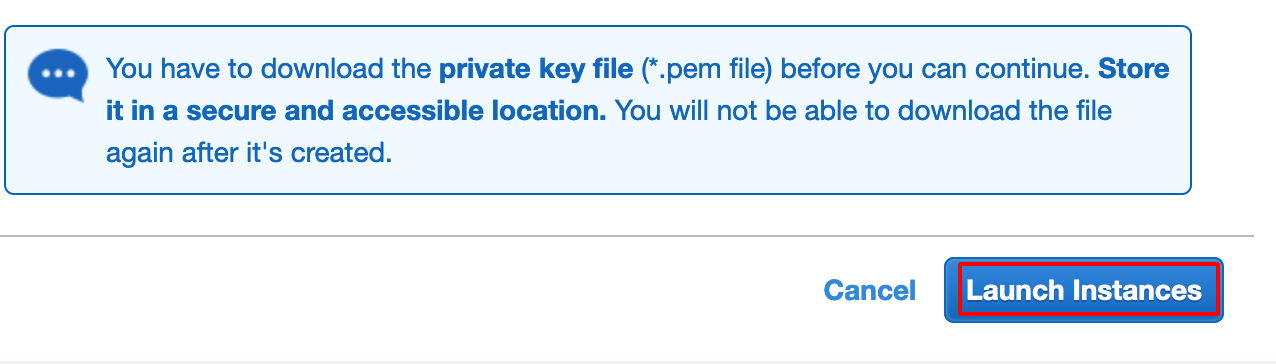 You have to download the private key file (*.pem file) before you can continue. Store
it in a secure and accessible location. You will not be able to download the file
again after it's created.
Cancel
Launch Instances